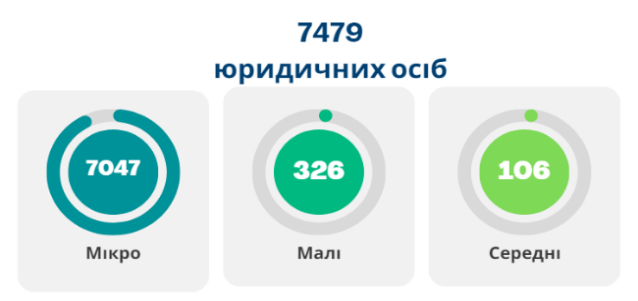 7479
юридичних осіб
7047
326
106
Мікро
Малі
Середні